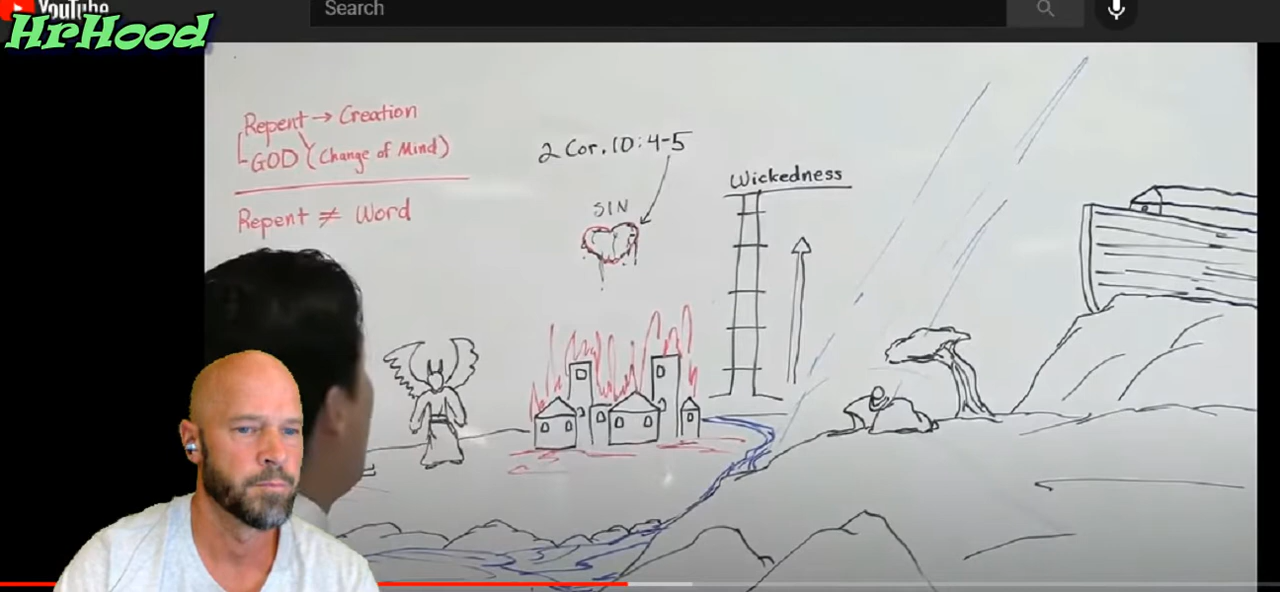 YouTube
Search
HrHood
Repent → Creation
GOD (Change of Mind)
Repent ≠ Word
2 Cor. 10:4-5
SIN
Wickedness